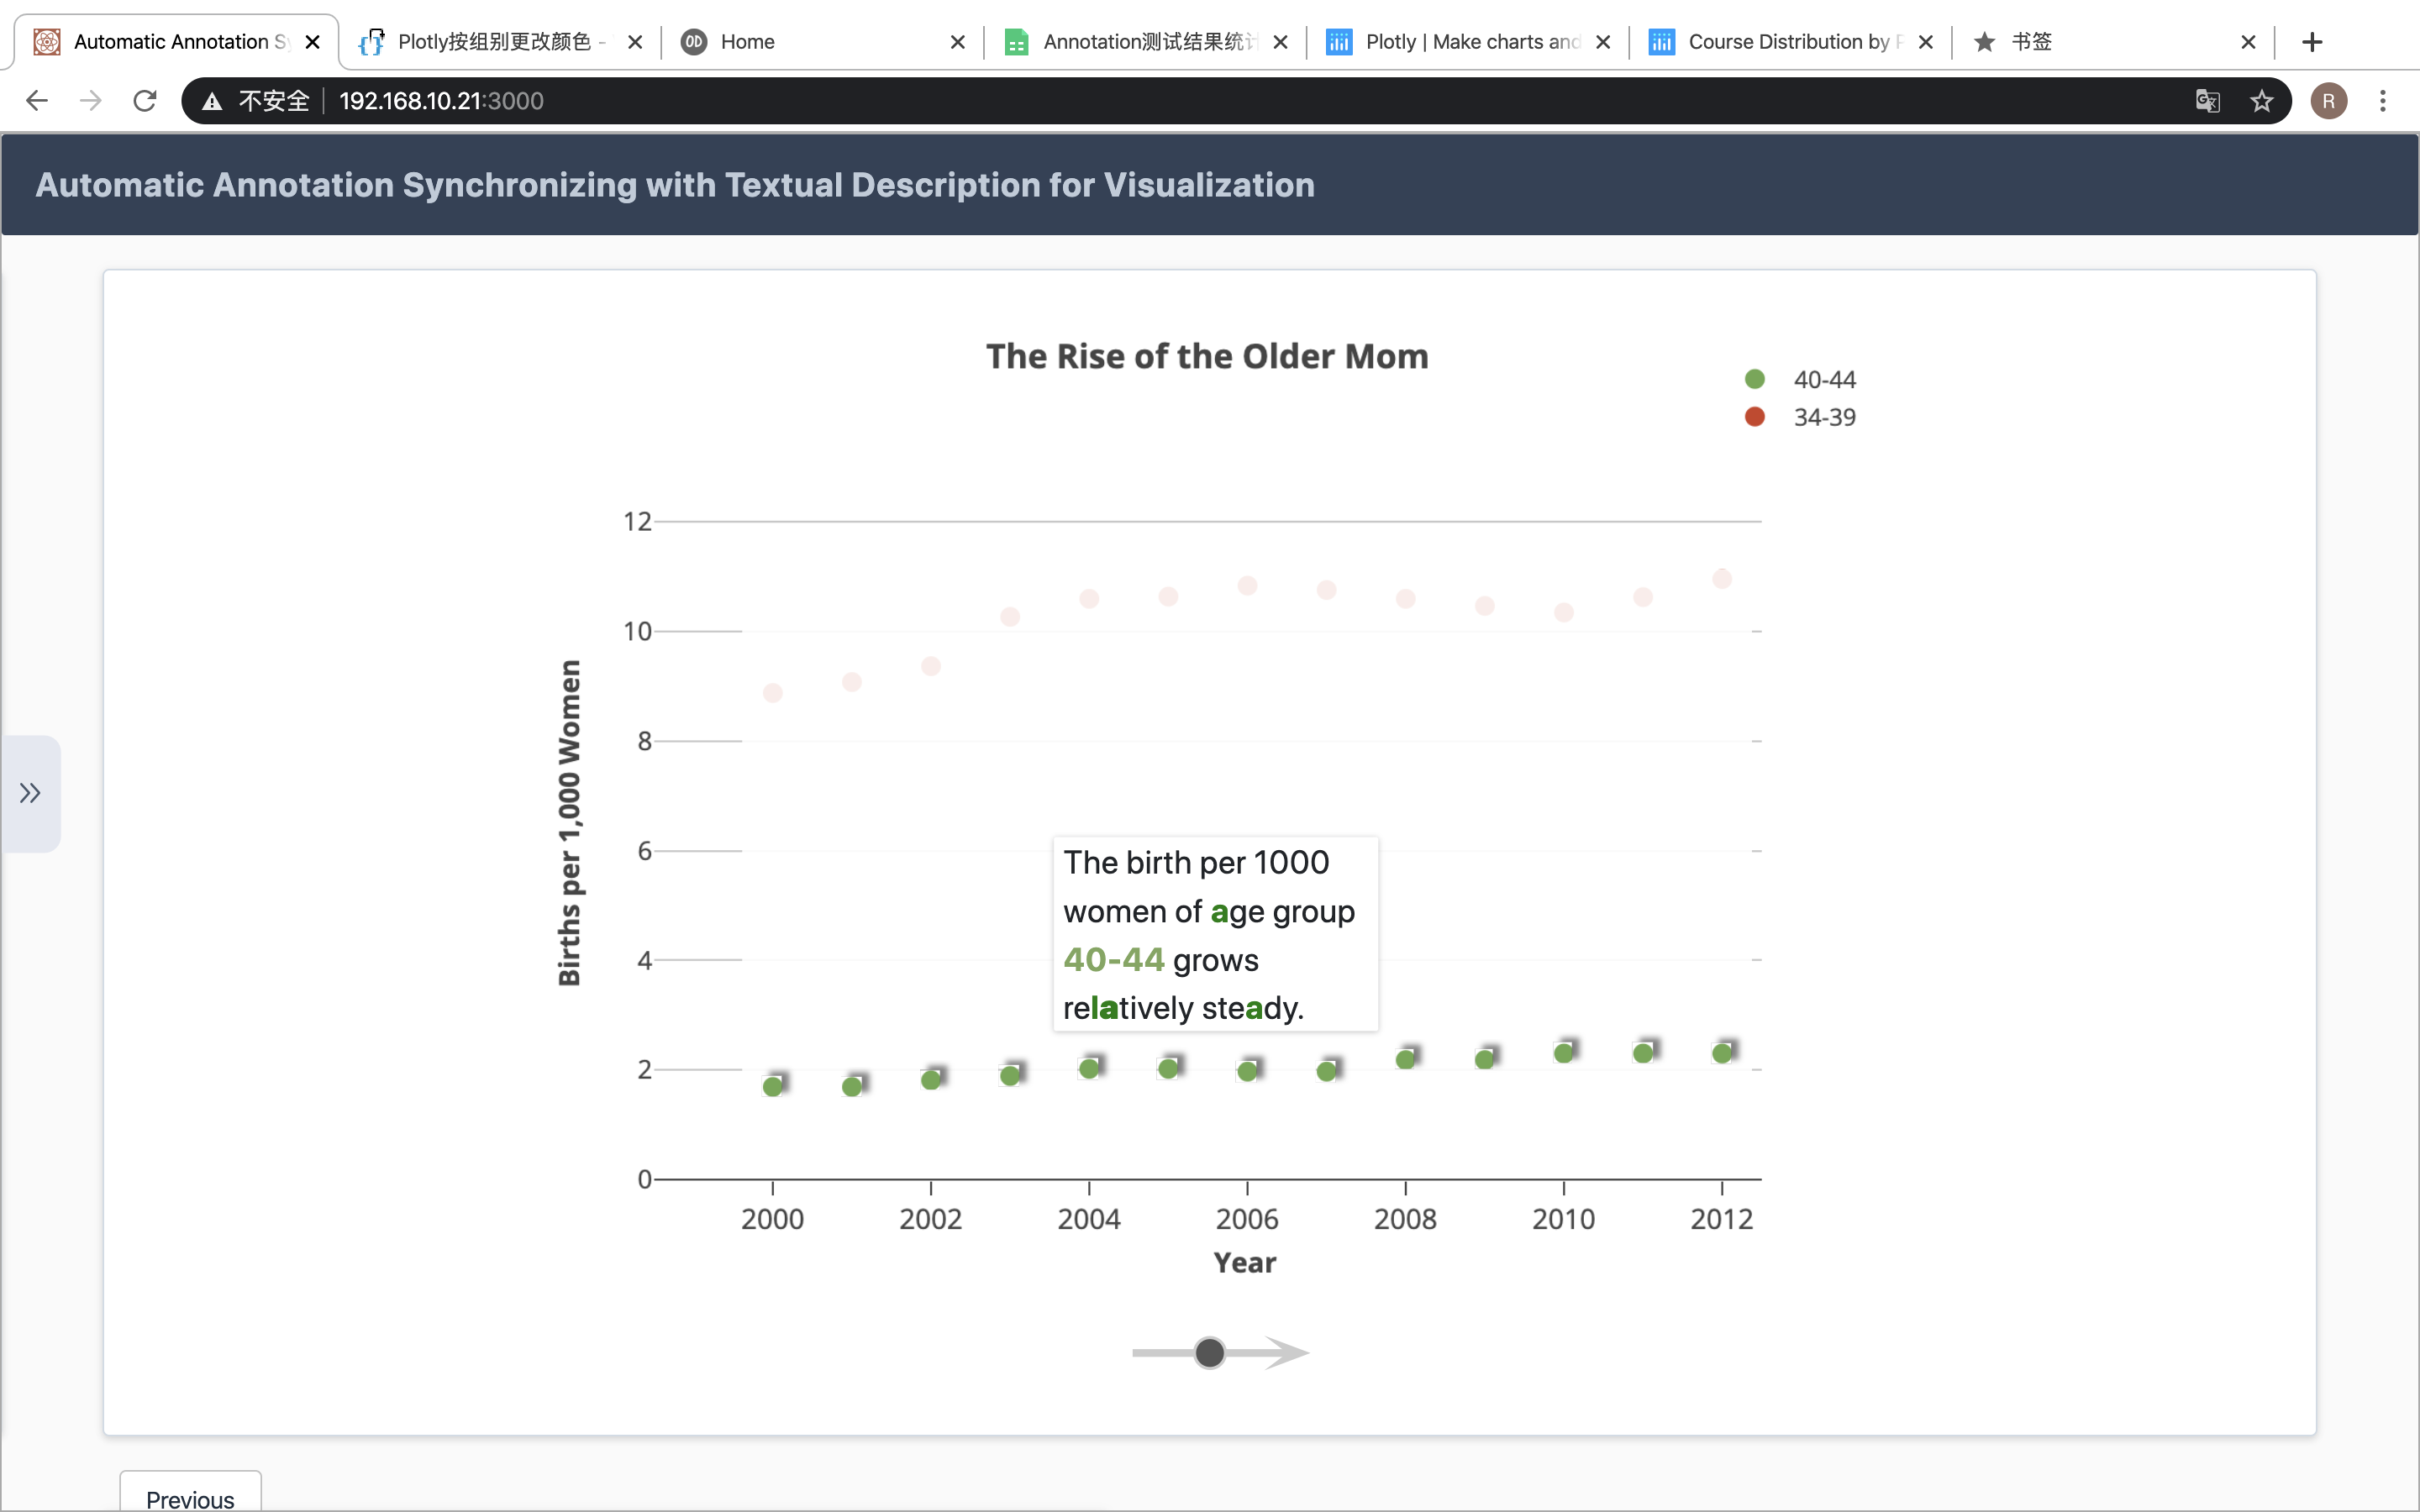 Automatic Annotation S
Plotly按组别更改颜色 -
OD
Home
Annotation测试结果统计
Plotly | Make charts and
Course Distribution by
书签
不安全
192.168.10.21:3000
R
Automatic Annotation Synchronizing with Textual Description for Visualization
The Rise of the Older Mom
40-44
34-39
12
10
8
6
4
2
0
Births per 1,000 Women
The birth per 1000
women of age group
40-44 grows
relatively steady.
2000
2002
2004
2006
2008
2010
2012
Year
Previous